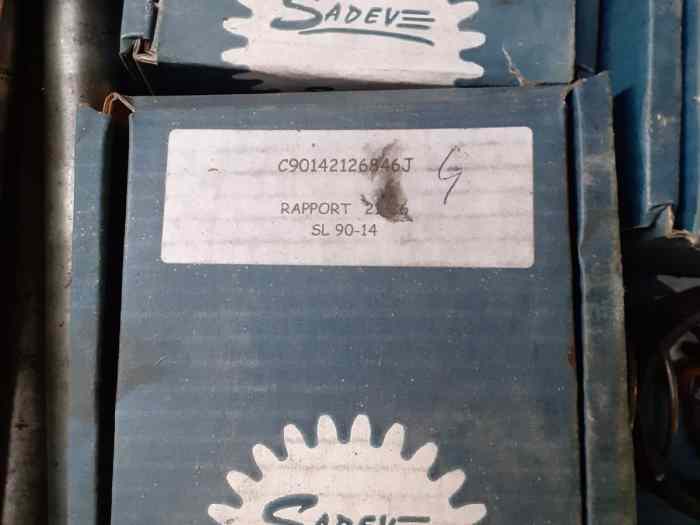 SADEV
C90142126846J
RAPPORT
SL 90-14
SADEV